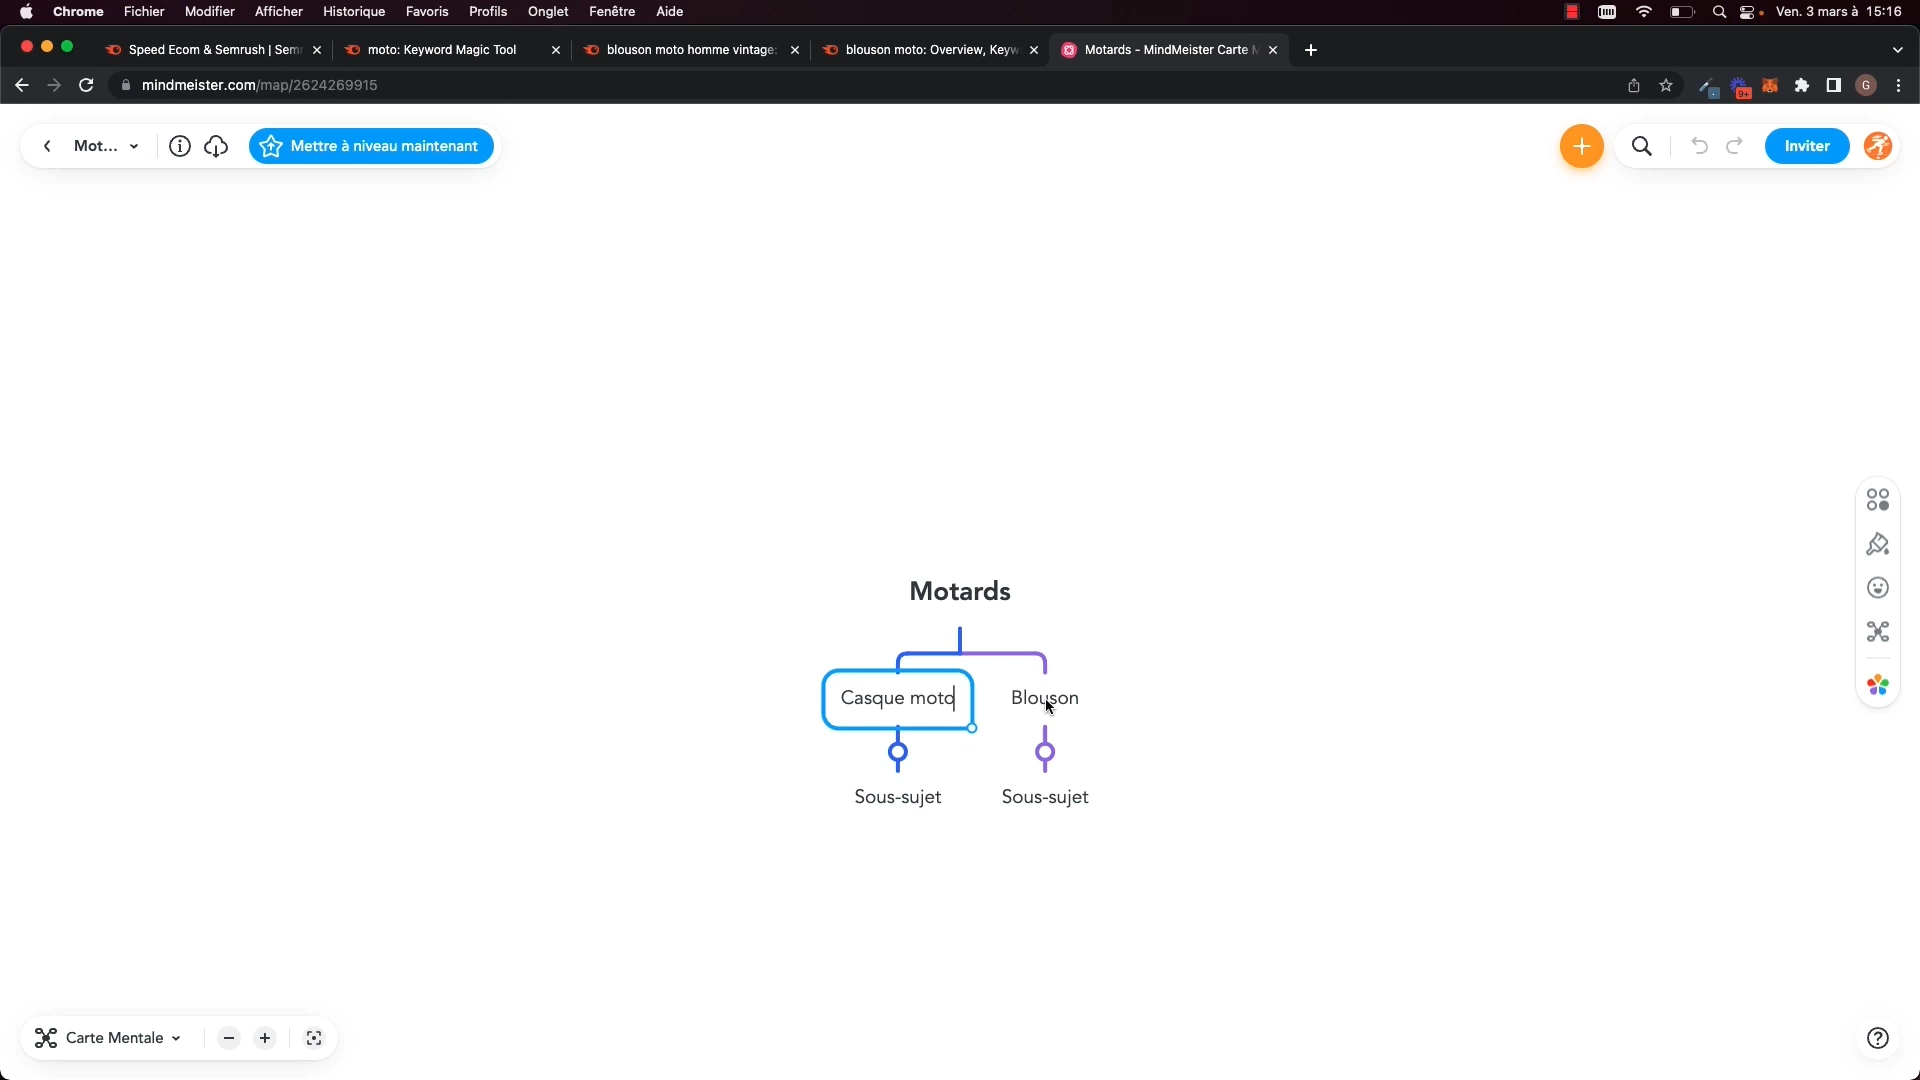 Chrome Fichier Modifier Afficher Historique Favoris Profils Onglet Fenêtre Aide Ven. 3 mars à 15:16
Speed Ecom & Semrush | Sem moto: Keyword Magic Tool blouson moto homme vintage: blouson moto: Overview, Keyw Motards - MindMeister Carte M
mindmeister.com/map/2624269915 9+ G
Mot... Mettre à niveau maintenant Inviter
Motards
Casque moto Blouson
Sous-sujet Sous-sujet
Carte Mentale